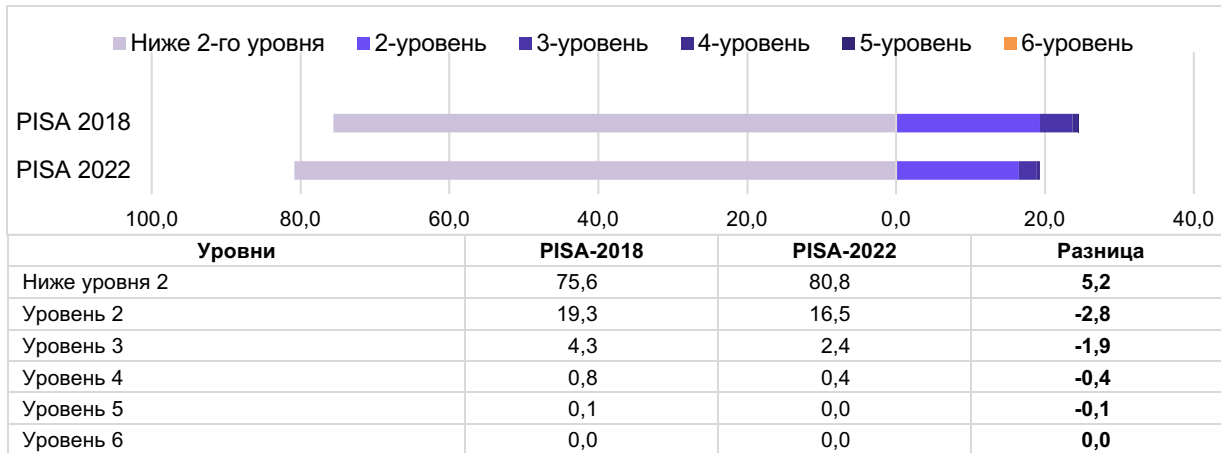 Ниже 2-го уровня 2-уровень 3-уровень 4-уровень 5-уровень 6-уровень
PISA 2018
PISA 2022
100,0 80,0 60,0 40,0 20,0 0,0 20,0 40,0
Уровни PISA-2018 PISA-2022 Разница
Ниже уровня 2 75,6 80,8 5,2
Уровень 2 19,3 16,5 -2,8
Уровень 3 4,3 2,4 -1,9
Уровень 4 0,8 0,4 -0,4
Уровень 5 0,1 0,0 -0,1
Уровень 6 0,0 0,0 0,0